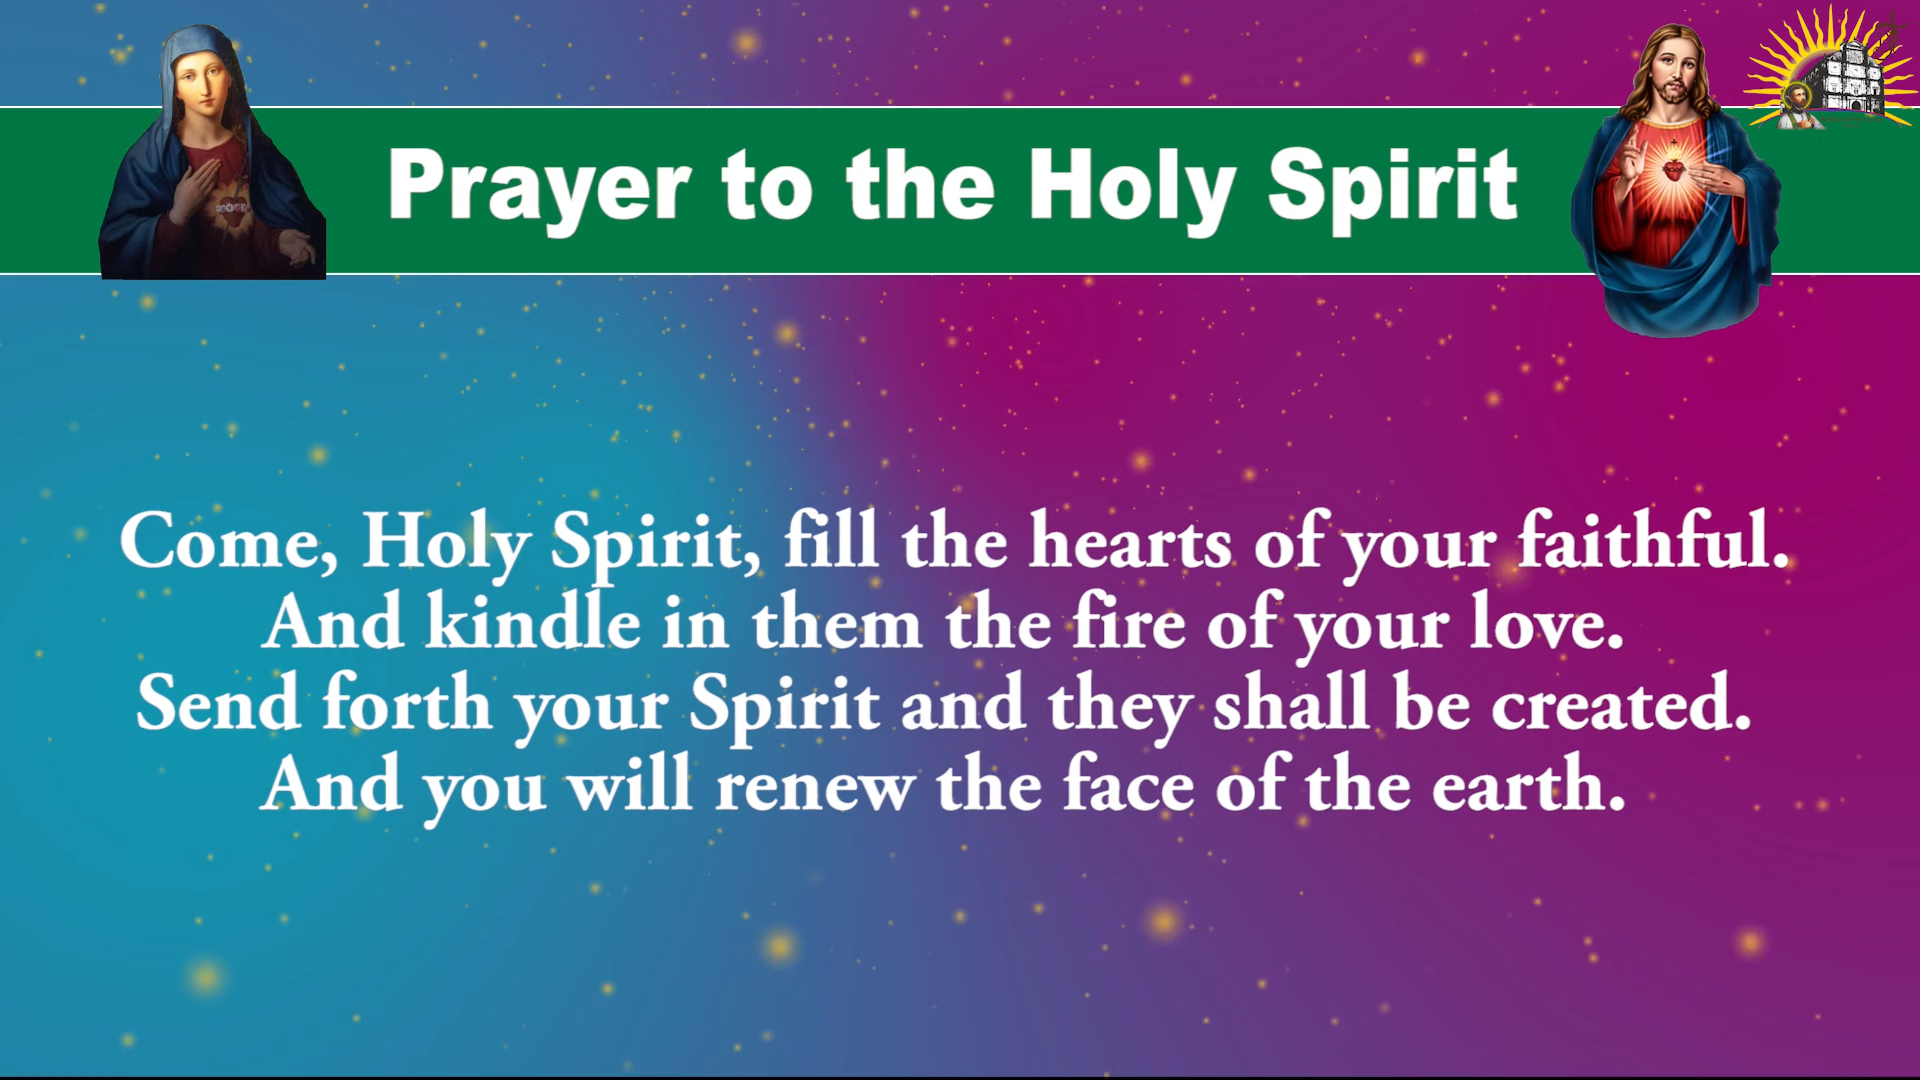 Prayer to the Holy Spirit
Come, Holy Spirit, fill the hearts of your faithful.
And kindle in them the fire of your love.
Send forth your Spirit and they shall be created.
And you will renew the face of the earth.